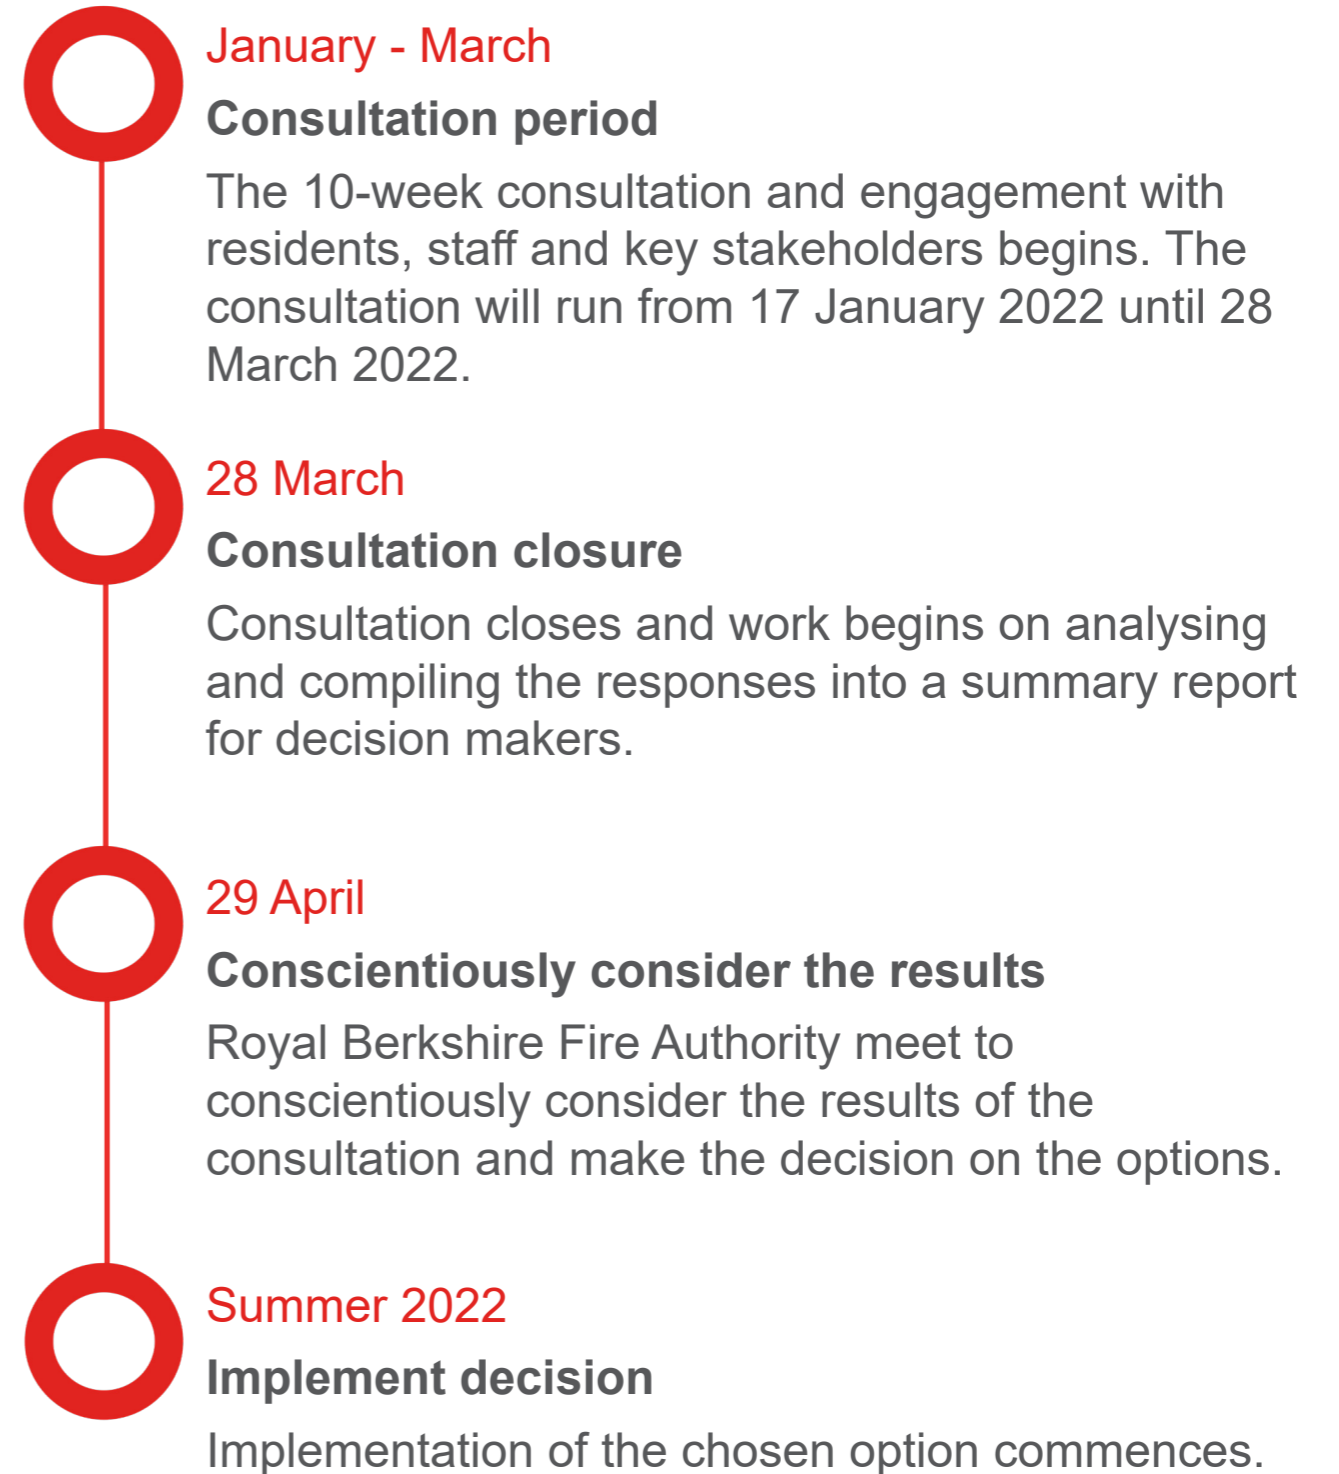 January - March
Consultation period
The 10-week consultation and engagement with
residents, staff and key stakeholders begins. The
consultation will run from 17 January 2022 until 28
March 2022.
28 March
Consultation closure
Consultation closes and work begins on analysing
and compiling the responses into a summary report
for decision makers.
29 April
Conscientiously consider the results
Royal Berkshire Fire Authority meet to
conscientiously consider the results of the
consultation and make the decision on the options.
Summer 2022
Implement decision
Implementation of the chosen option commences.